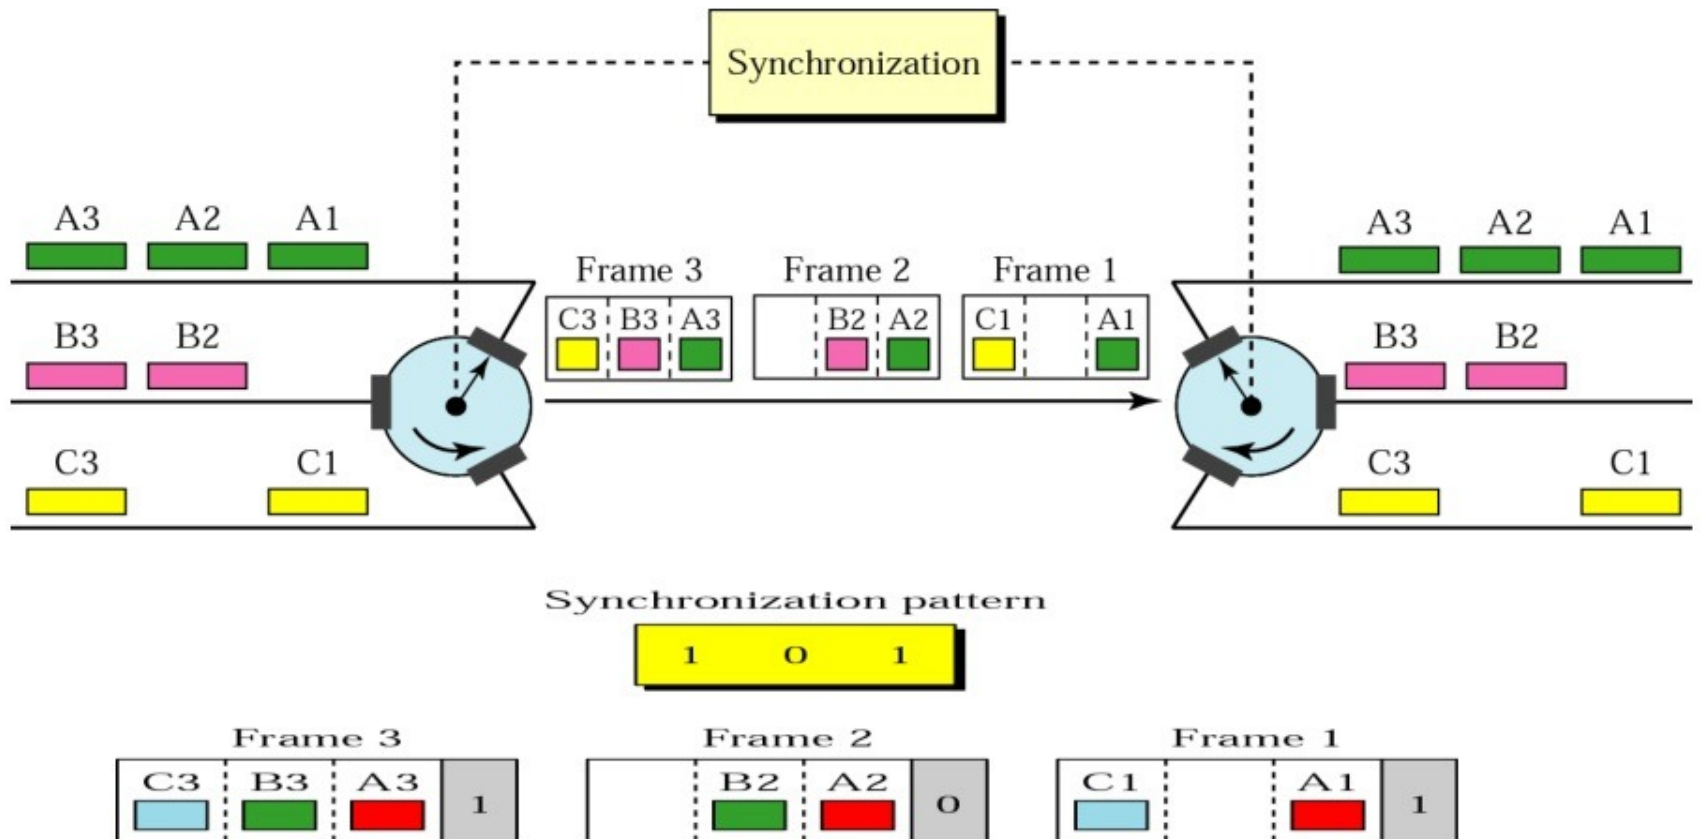 Synchronization
A3 A2 A1
A3 A2 A1
Frame 3 Frame 2 Frame 1
C3 B3 A3 B2 A2 C1 A1
B3 B2
B3 B2
C3 C1
C3 C1
Synchronization pattern
1 0 1
Frame 3 Frame 2 Frame 1
C3 B3 A3 1 B2 A2 0 C1 A1 1